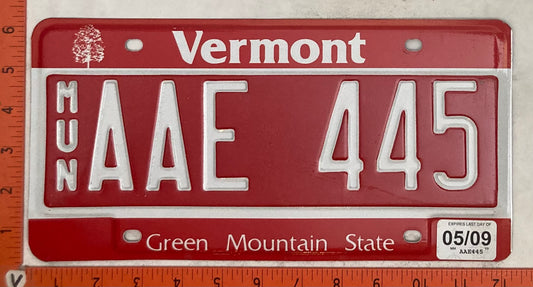 Vermont
MUN
AAE 445
Green Mountain State
EXPIRES LAST DAY OF
05/09
AAE445